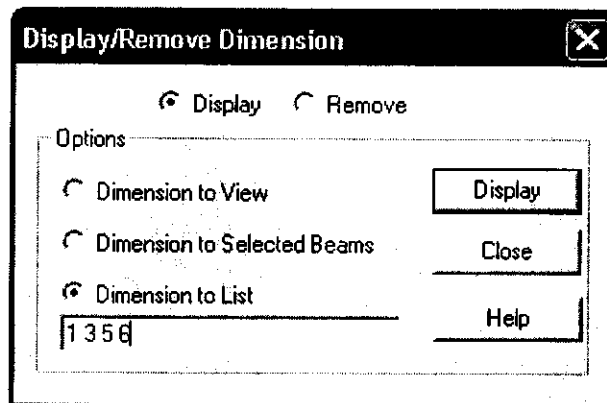 Display/Remove Dimension
Display Remove
Options
Dimension to View
Display
Dimension to Selected Beams
Close
Dimension to List
Help
1 3 5 6